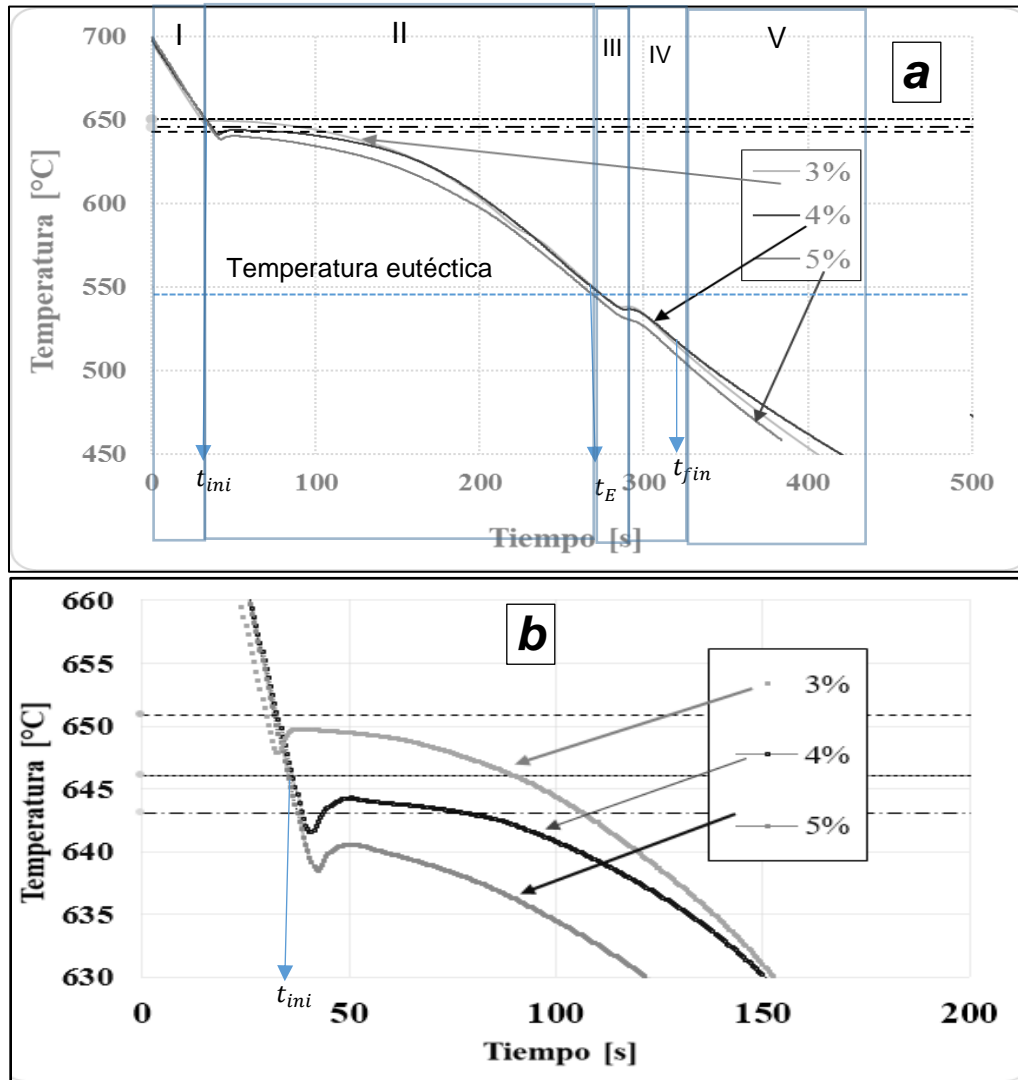 I II III IV V
a
700
650
600
550
500
450
Temperatura [°C]
3%
4%
5%
Temperatura eutéctica
t_ini t_E t_fin
0 100 200 300 400 500
Tiempo [s]
b
660
655
650
645
640
635
630
Temperatura [°C]
3%
4%
5%
t_ini
0 50 100 150 200
Tiempo [s]